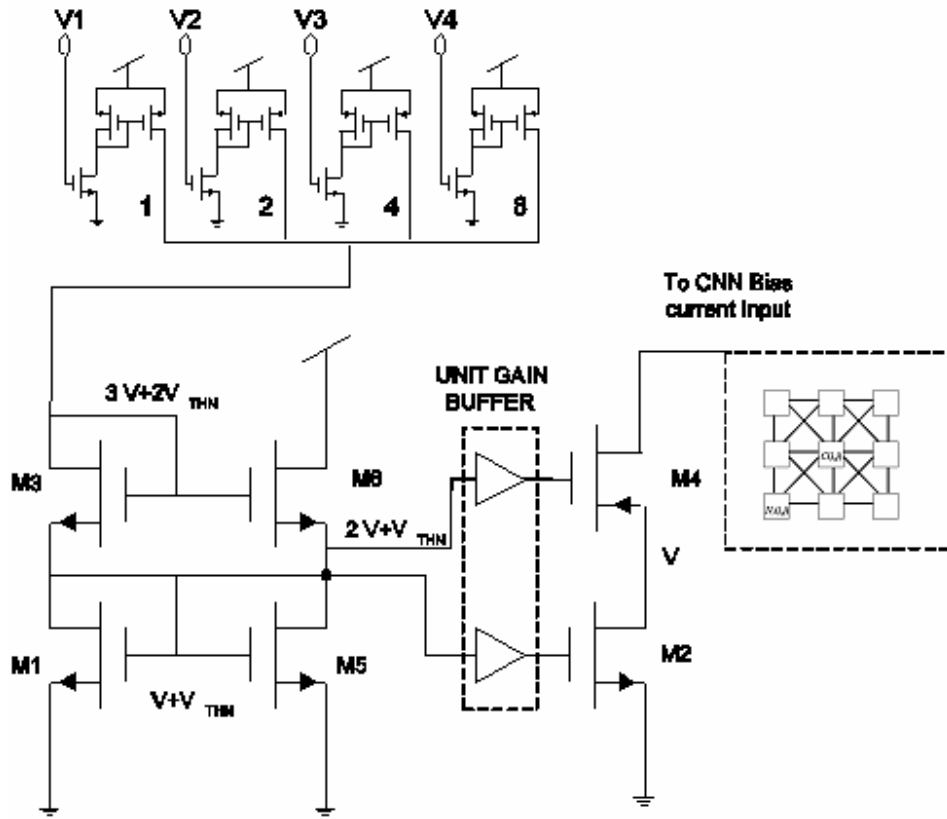 V1 V2 V3 V4
1 2 4 8
To CNN Bias
current input
UNIT GAIN
BUFFER
3 V+2V THN
M3 M6 M4
2 V+V THN
V
M1 M5 M2
V+V THN